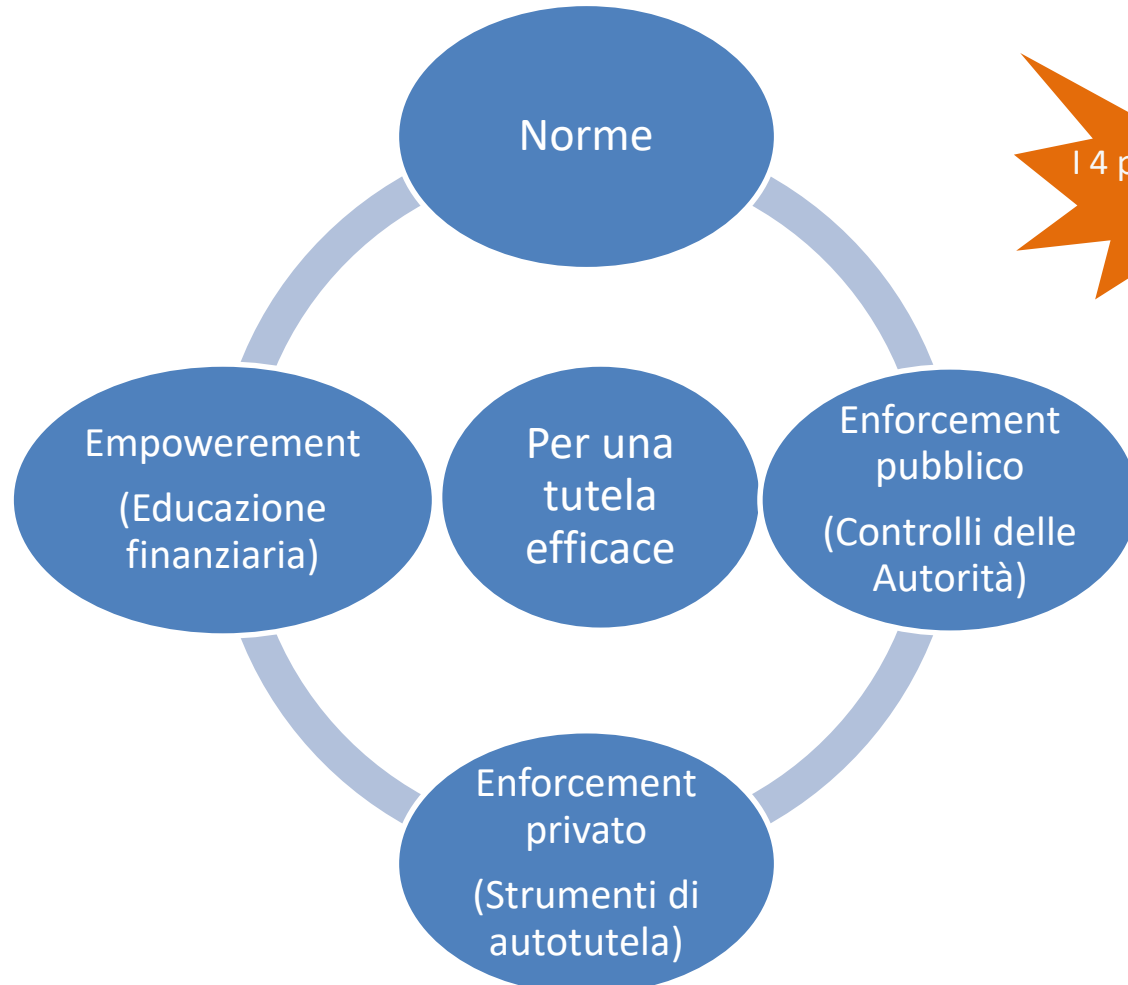 Norme
I 4 p
Empowerement
(Educazione
finanziaria)
Per una
tutela
efficace
Enforcement
pubblico
(Controlli delle
Autorità)
Enforcement
privato
(Strumenti di
autotutela)